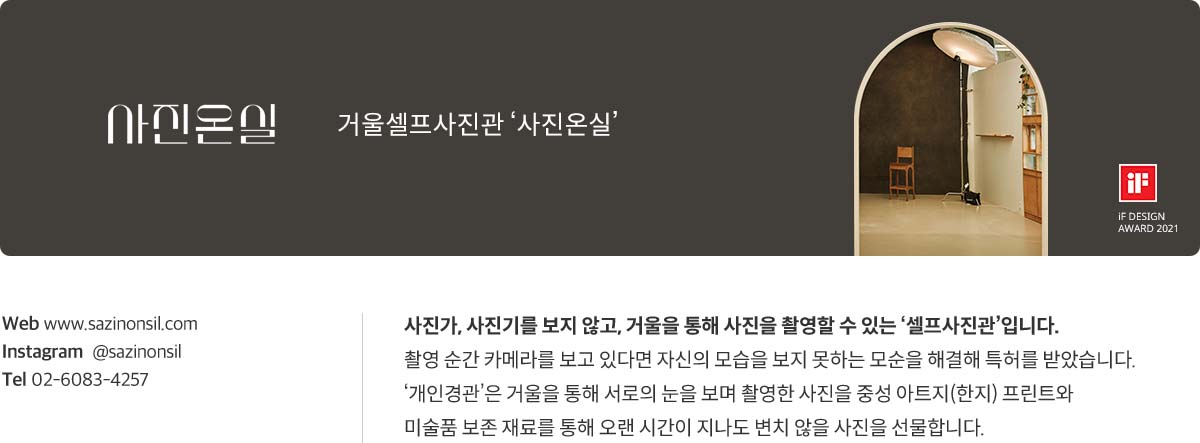 사진온실
거울셀프사진관 ‘사진온실’
iF
iF DESIGN
AWARD 2021
Web www.sazinonsil.com
Instagram @sazinonsil
Tel 02-6083-4257
사진가, 사진기를 보지 않고, 거울을 통해 사진을 촬영할 수 있는 ‘셀프사진관’입니다.
촬영 순간 카메라를 보고 있다면 자신의 모습을 보지 못하는 모순을 해결해 특허를 받았습니다.
‘개인경관’은 거울을 통해 서로의 눈을 보며 촬영한 사진을 중성 아트지(한지) 프린트와
미술품 보존 재료를 통해 오랜 시간이 지나도 변치 않을 사진을 선물합니다.